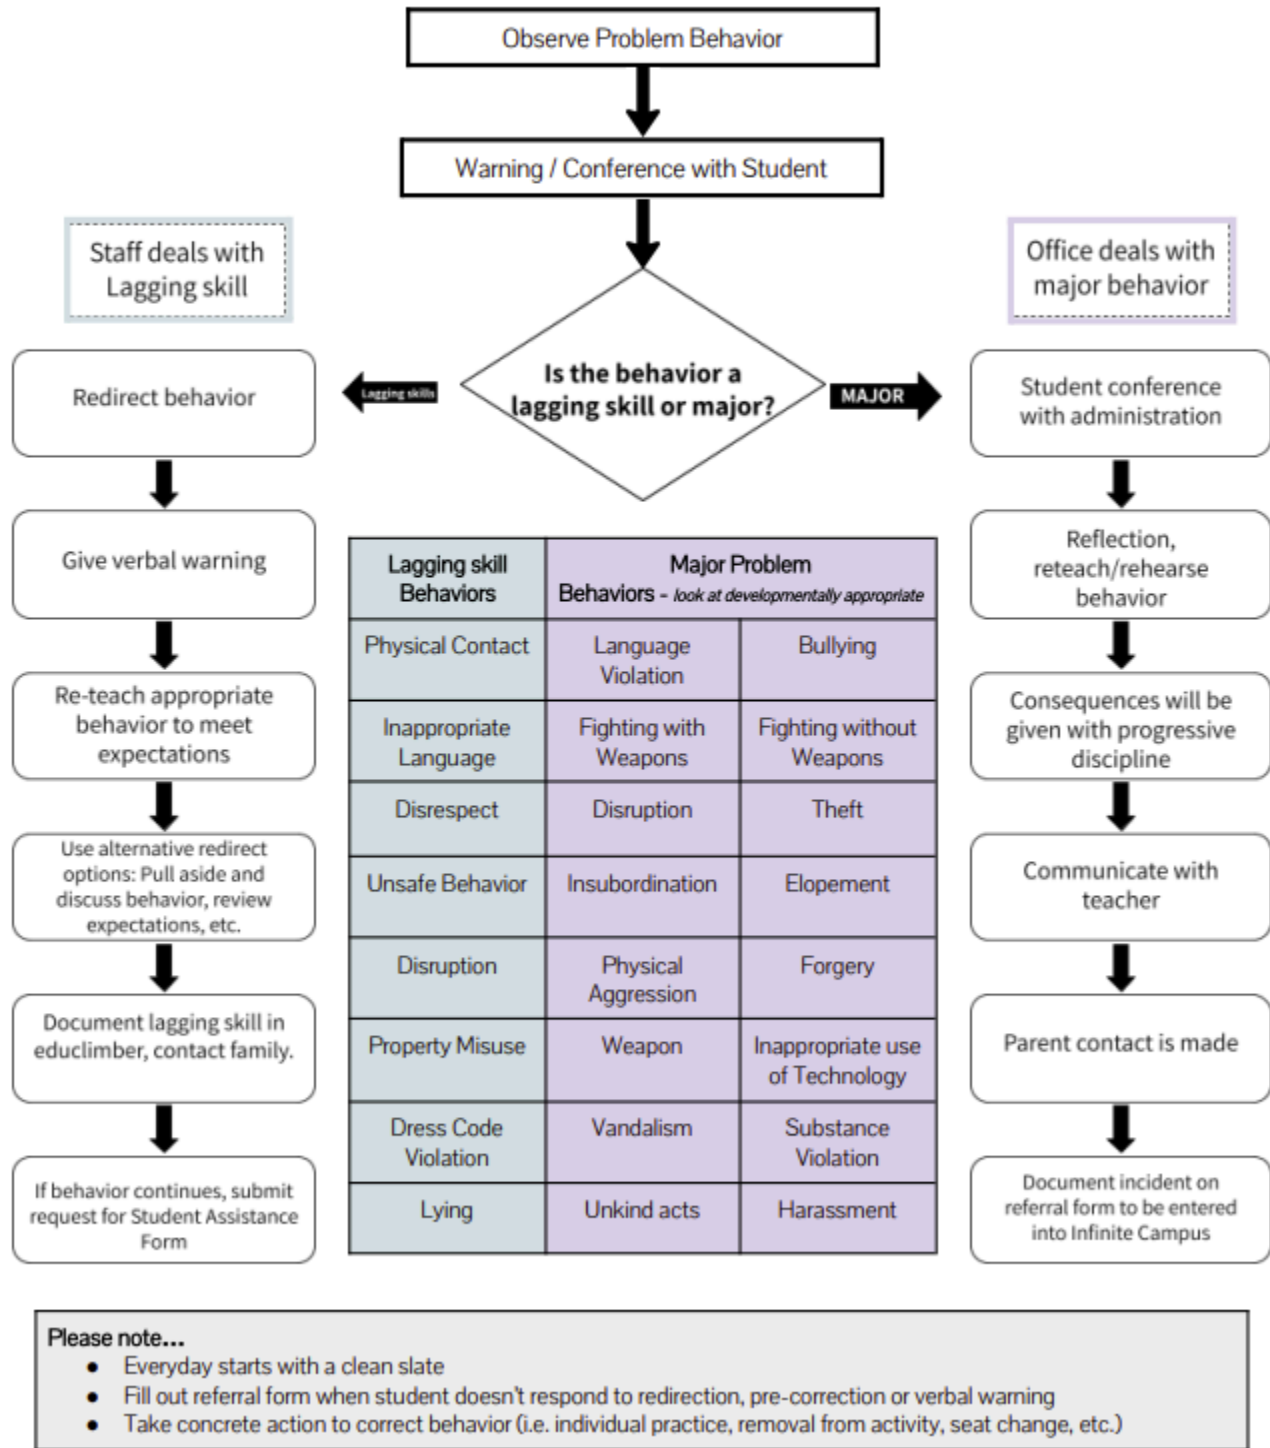 Observe Problem Behavior
Warning / Conference with Student
Staff deals with
Lagging skill
Office deals with
major behavior
Is the behavior a
lagging skill or major?
Lagging skills
MAJOR
Redirect behavior
Give verbal warning
Re-teach appropriate
behavior to meet
expectations
Use alternative redirect
options: Pull aside and
discuss behavior, review
expectations, etc.
Document lagging skill in
educlimber, contact family.
If behavior continues, submit
request for Student Assistance
Form
Lagging skill
Behaviors
Major Problem
Behaviors - look at developmentally appropriate
Physical Contact
Language
Violation
Bullying
Inappropriate
Language
Fighting with
Weapons
Fighting without
Weapons
Disrespect
Disruption
Theft
Unsafe Behavior
Insubordination
Elopement
Disruption
Physical
Aggression
Forgery
Property Misuse
Weapon
Inappropriate use
of Technology
Dress Code
Violation
Vandalism
Substance
Violation
Lying
Unkind acts
Harassment
Student conference
with administration
Reflection,
reteach/rehearse
behavior
Consequences will be
given with progressive
discipline
Communicate with
teacher
Parent contact is made
Document incident on
referral form to be entered
into Infinite Campus
Please note...
● Everyday starts with a clean slate
● Fill out referral form when student doesn't respond to redirection, pre-correction or verbal warning
● Take concrete action to correct behavior (i.e. individual practice, removal from activity, seat change, etc.)